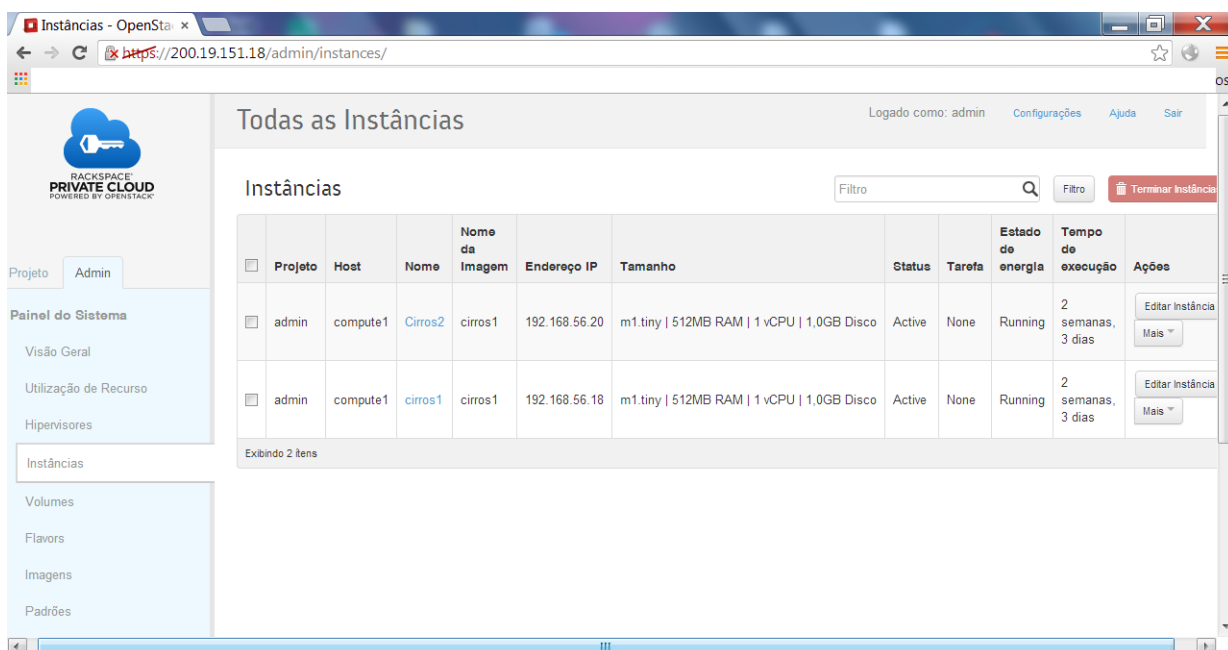 Instâncias - OpenSta
https://200.19.151.18/admin/instances/
os
RACKSPACE®
PRIVATE CLOUD
POWERED BY OPENSTACK®
Todas as Instâncias
Logado como: admin Configurações Ajuda Sair
Projeto Admin
Painel do Sistema
Visão Geral
Utilização de Recurso
Hipervisores
Instâncias
Volumes
Flavors
Imagens
Padrões
Instâncias
Filtro Filtro Terminar Instância
Projeto Host Nome Nome da Imagem Endereço IP Tamanho Status Tarefa Estado de energia Tempo de execução Ações
admin compute1 Cirros2 cirros1 192.168.56.20 m1.tiny | 512MB RAM | 1 vCPU | 1,0GB Disco Active None Running 2 semanas, 3 dias Editar Instância Mais
admin compute1 cirros1 cirros1 192.168.56.18 m1.tiny | 512MB RAM | 1 vCPU | 1,0GB Disco Active None Running 2 semanas, 3 dias Editar Instância Mais
Exibindo 2 ítens